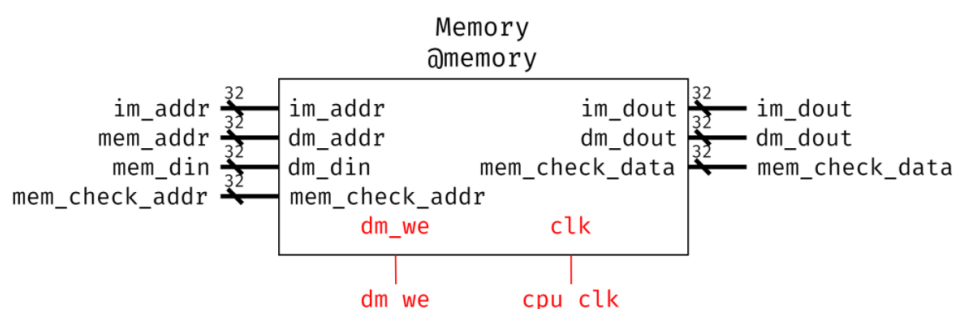 Memory
@memory
32 32
im_addr im_addr im_dout im_dout
32 32
mem_addr dm_addr dm_dout dm_dout
32 32
mem_din dm_din mem_check_data mem_check_data
32
mem_check_addr mem_check_addr
dm_we clk
dm_we cpu_clk